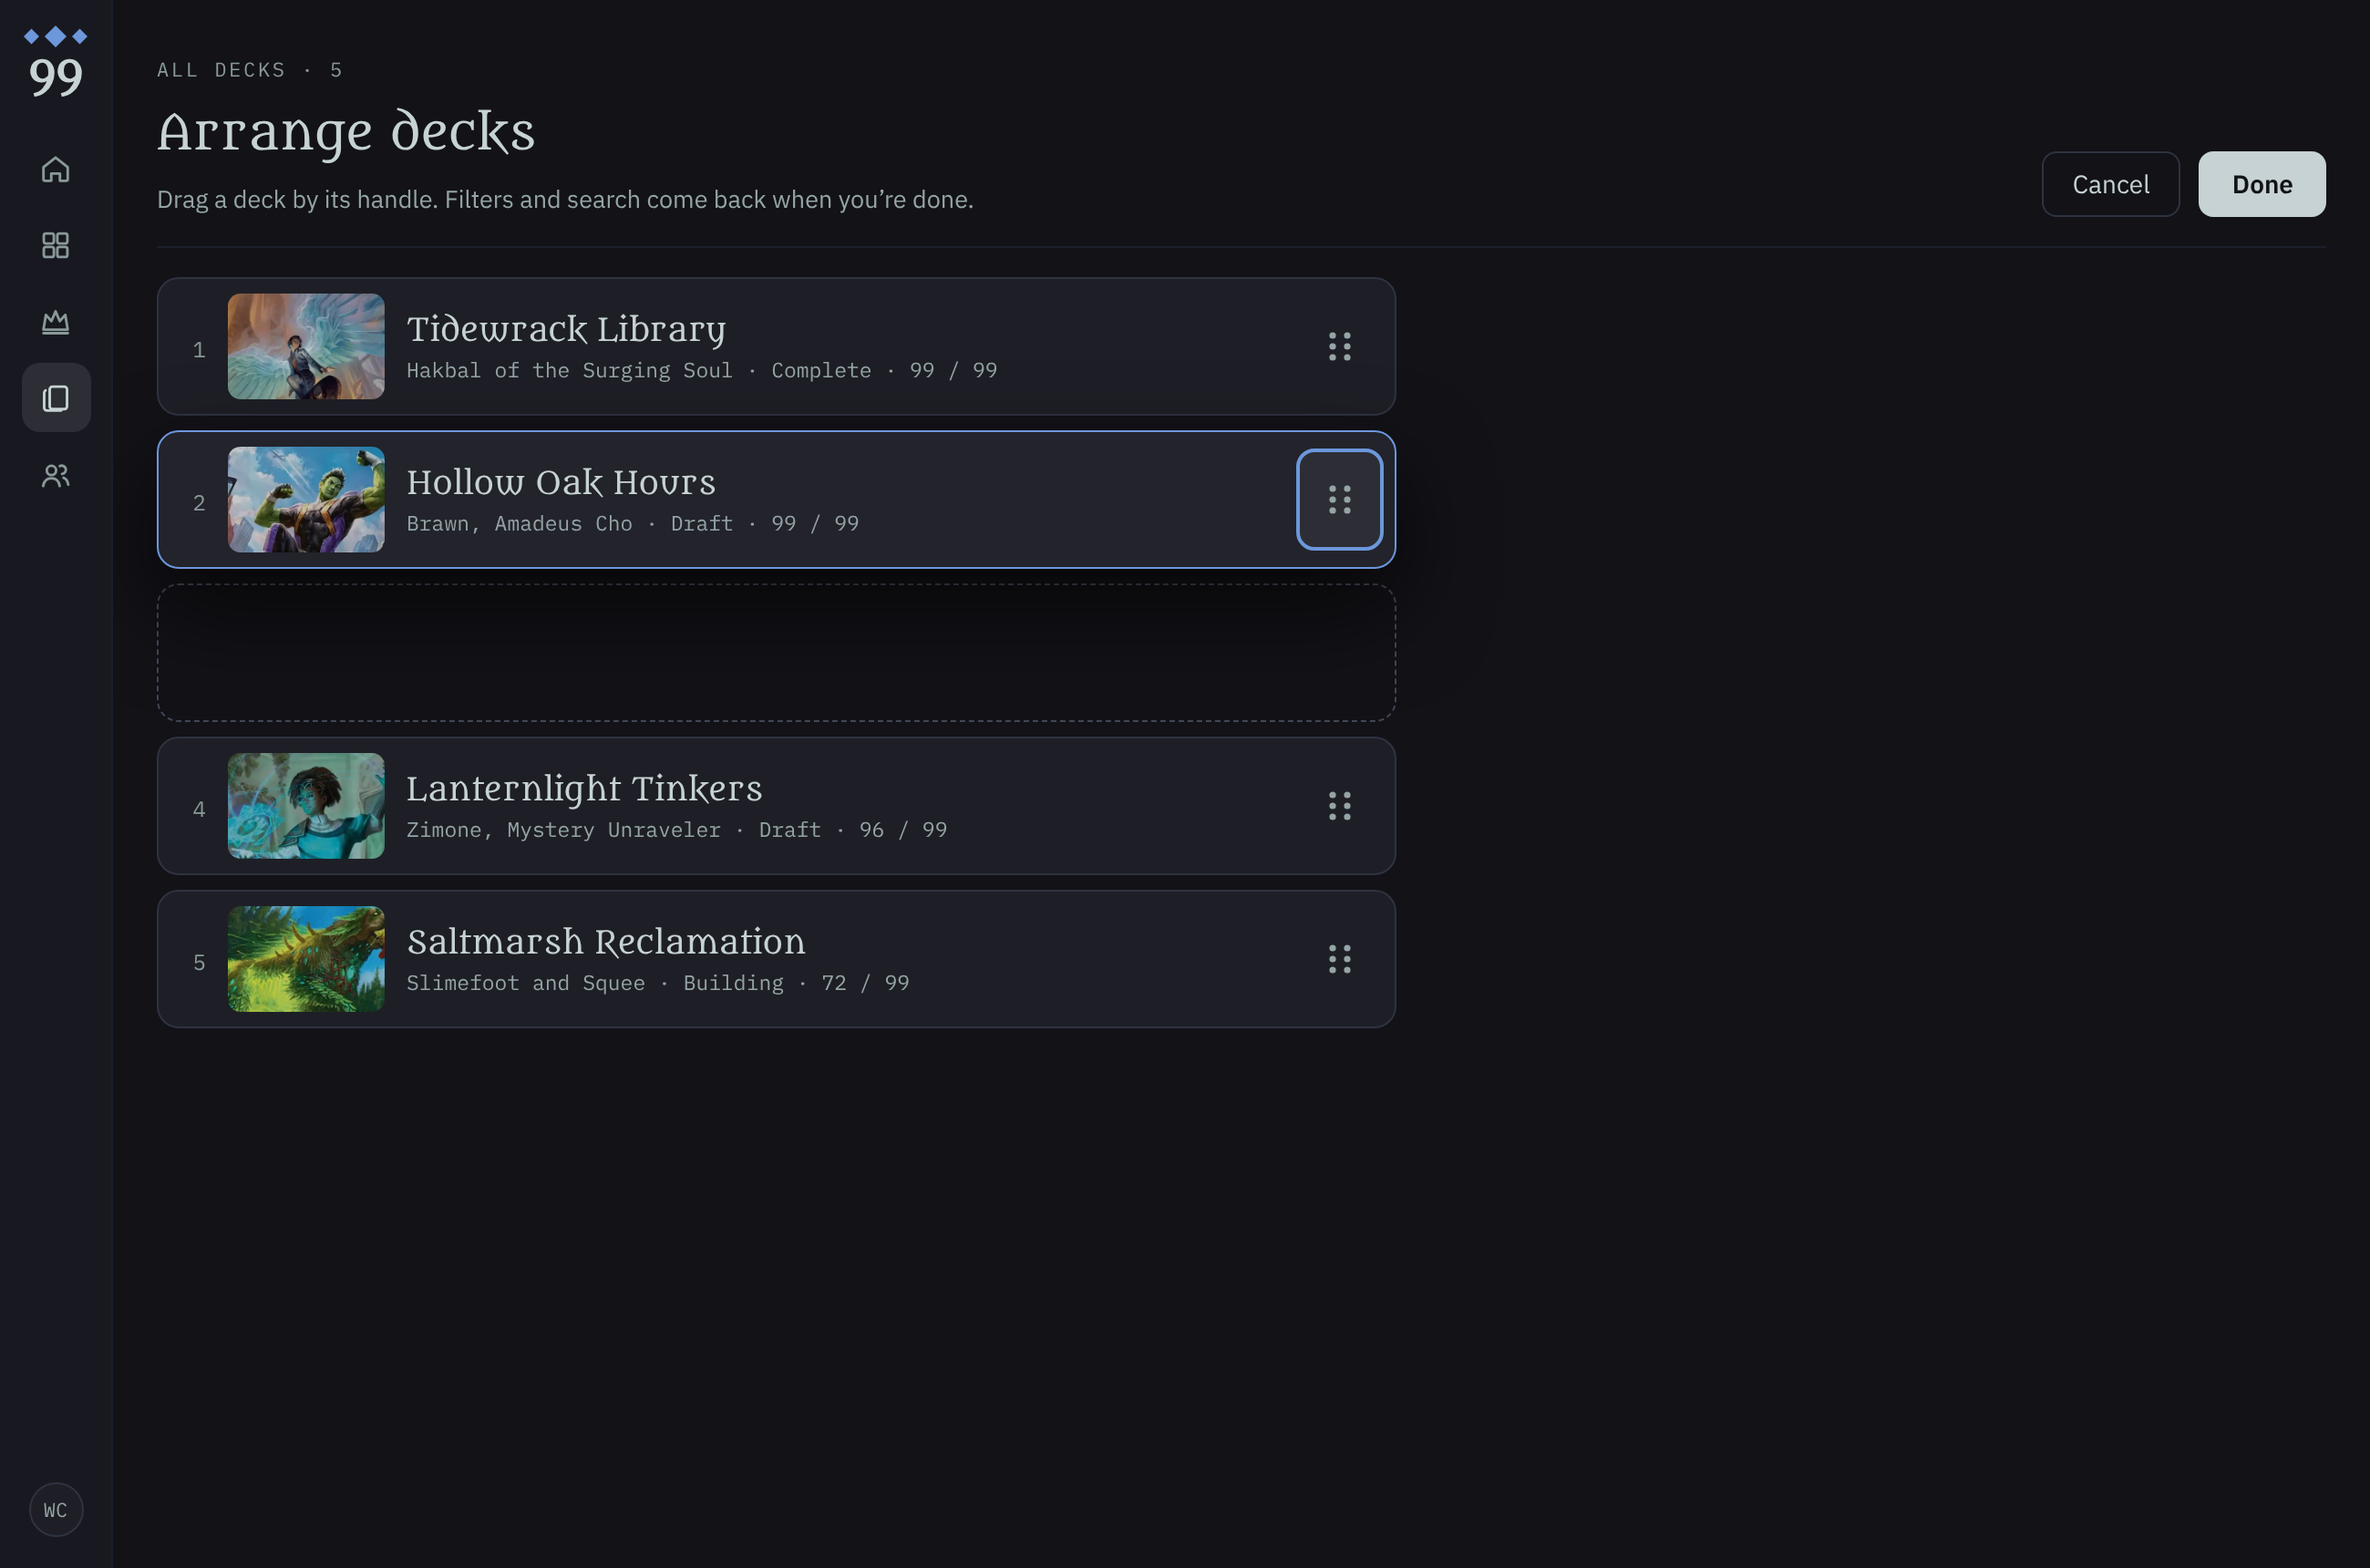 99
ALL DECKS · 5
Arrange decks
Drag a deck by its handle. Filters and search come back when you’re done.
Cancel
Done
1
Tidewrack Library
Hakbal of the Surging Soul · Complete · 99 / 99
2
Hollow Oak Hours
Brawn, Amadeus Cho · Draft · 99 / 99
4
Lanternlight Tinkers
Zimone, Mystery Unraveler · Draft · 96 / 99
5
Saltmarsh Reclamation
Slimefoot and Squee · Building · 72 / 99
WC